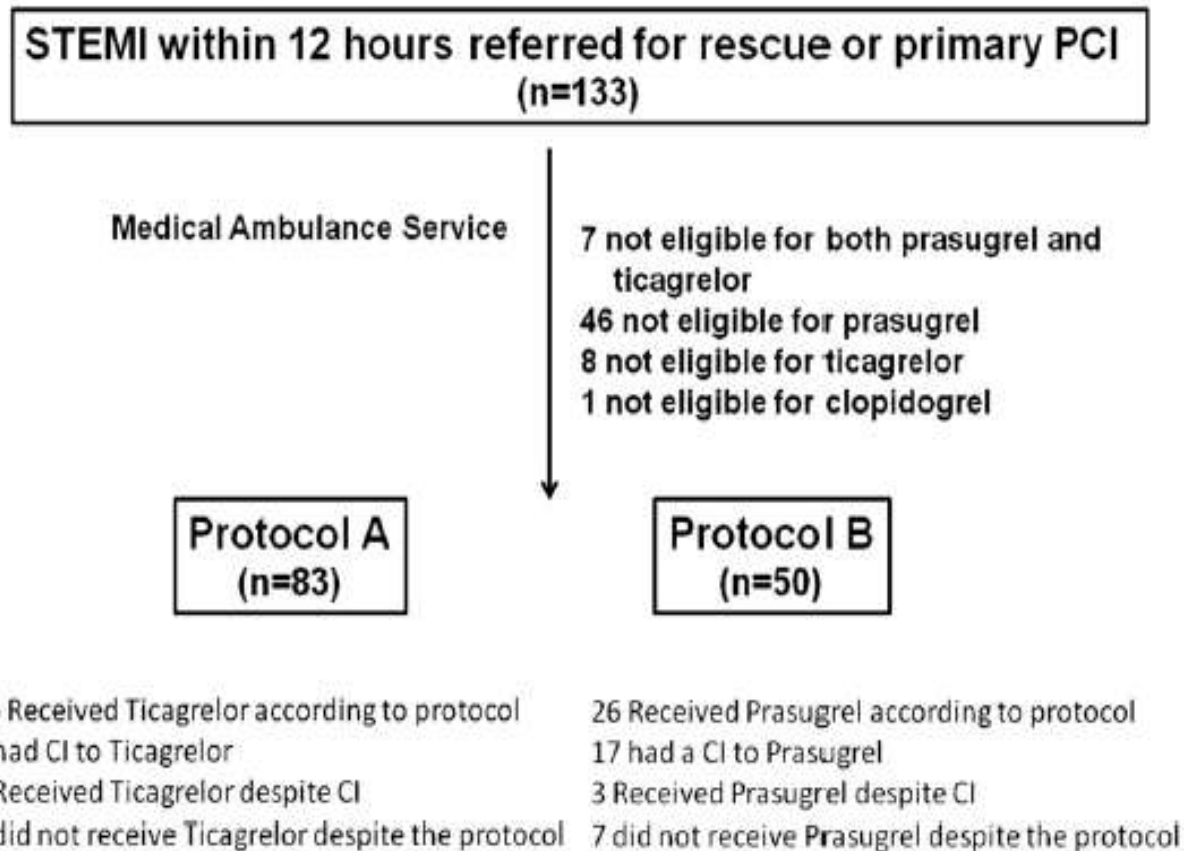 STEMI within 12 hours referred for rescue or primary PCI
(n=133)
Medical Ambulance Service
7 not eligible for both prasugrel and
ticagrelor
46 not eligible for prasugrel
8 not eligible for ticagrelor
1 not eligible for clopidogrel
Protocol A
(n=83)
Protocol B
(n=50)
Received Ticagrelor according to protocol
had CI to Ticagrelor
Received Ticagrelor despite CI
did not receive Ticagrelor despite the protocol
26 Received Prasugrel according to protocol
17 had a CI to Prasugrel
3 Received Prasugrel despite CI
7 did not receive Prasugrel despite the protocol